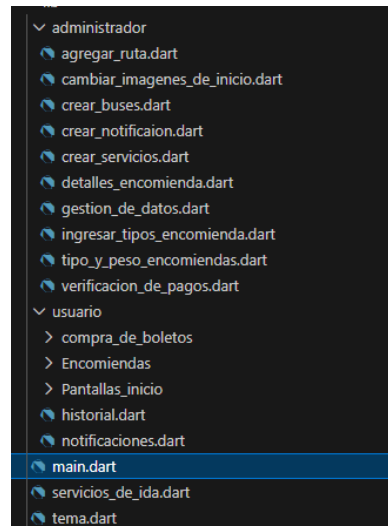 administrador
agregar_ruta.dart
cambiar_imagenes_de_inicio.dart
crear_buses.dart
crear_notificaion.dart
crear_servicios.dart
detalles_encomienda.dart
gestion_de_datos.dart
ingresar_tipos_encomienda.dart
tipo_y_peso_encomiendas.dart
verificacion_de_pagos.dart
usuario
compra_de_boletos
Encomiendas
Pantallas_inicio
historial.dart
notificaciones.dart
main.dart
servicios_de_ida.dart
tema.dart